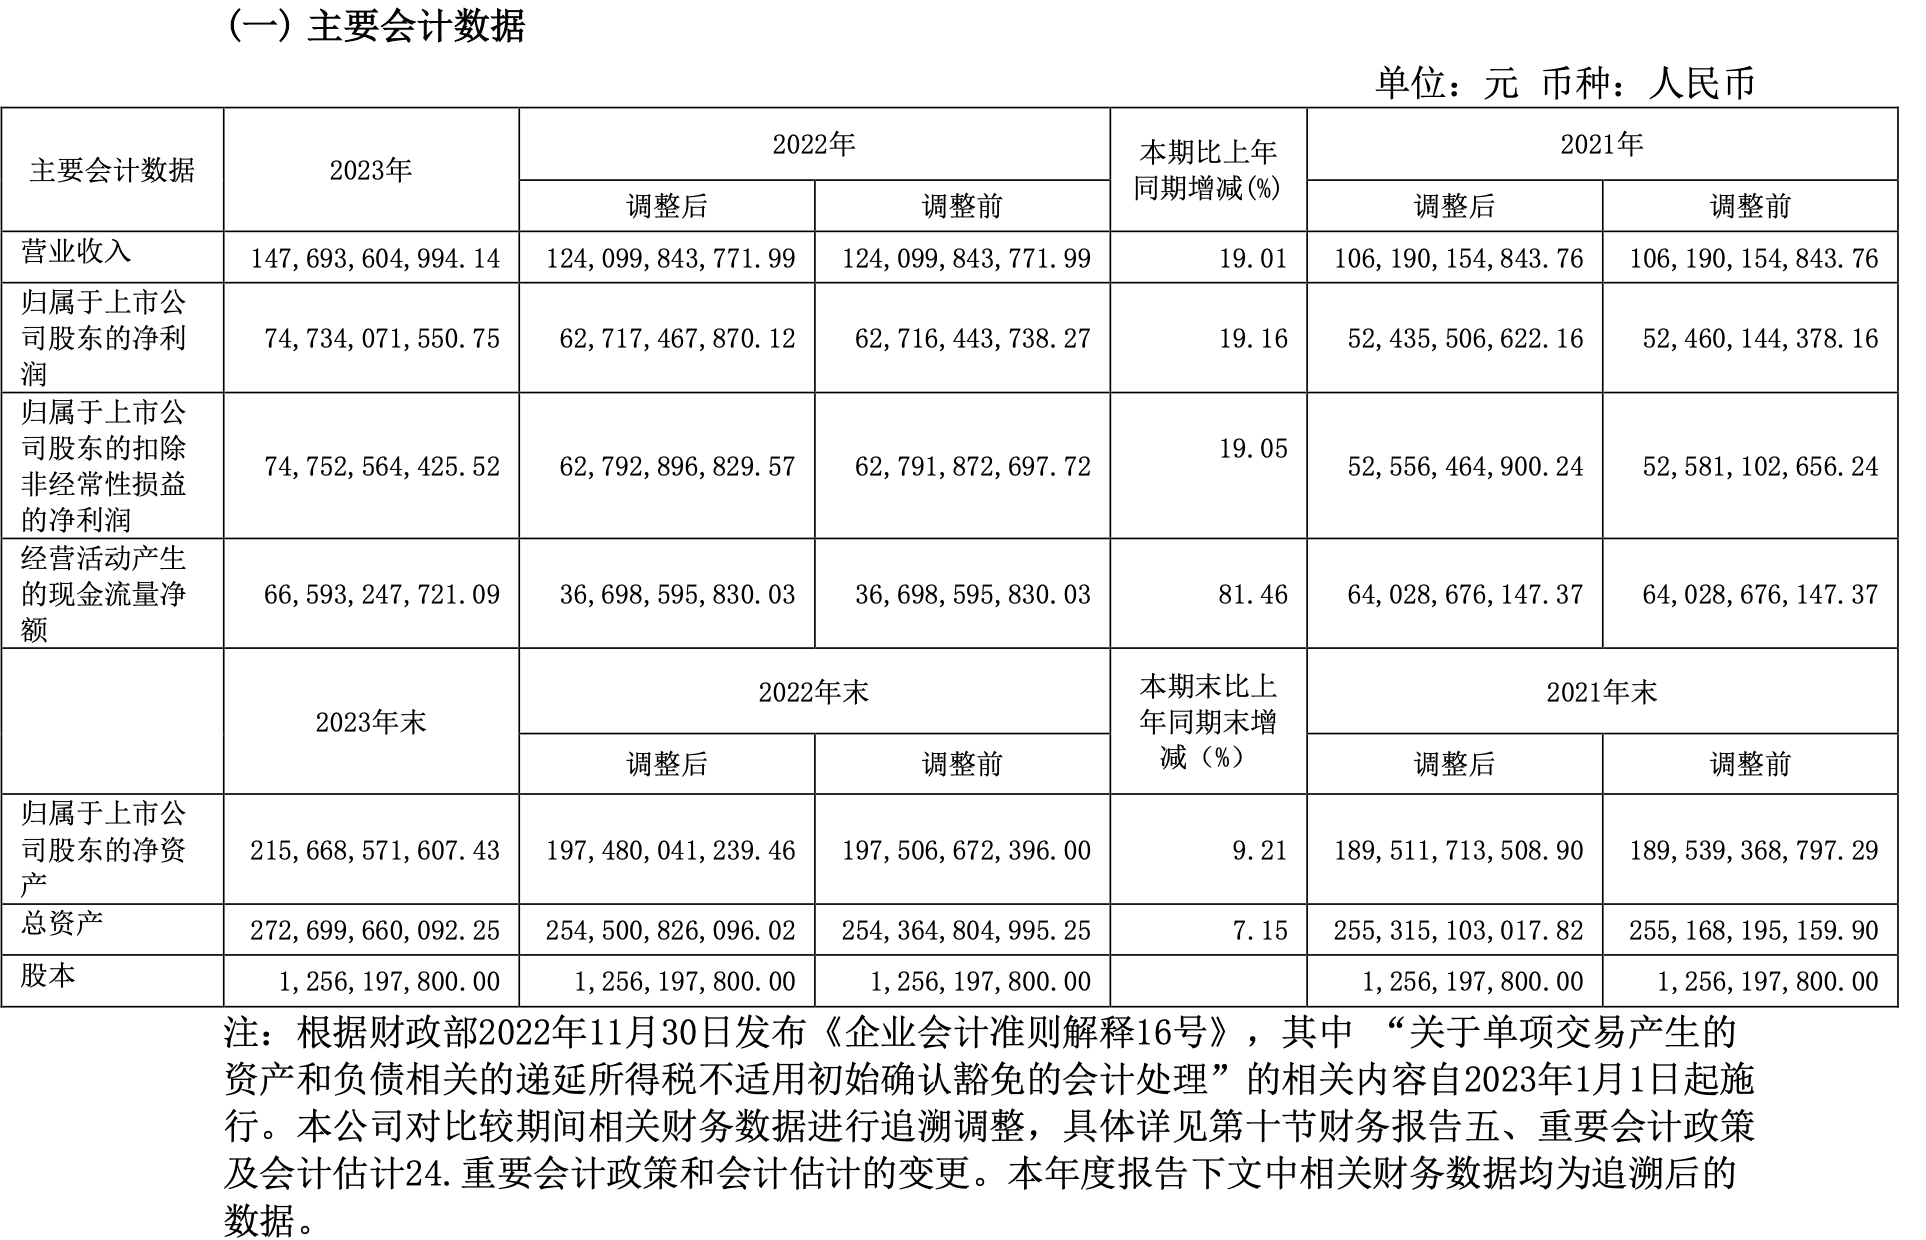 (一) 主要会计数据
单位：元 币种：人民币
主要会计数据 2023年 2022年 本期比上年同期增减(%) 2021年
调整后 调整前 调整后 调整前
营业收入 147,693,604,994.14 124,099,843,771.99 124,099,843,771.99 19.01 106,190,154,843.76 106,190,154,843.76
归属于上市公司股东的净利润 74,734,071,550.75 62,717,467,870.12 62,716,443,738.27 19.16 52,435,506,622.16 52,460,144,378.16
归属于上市公司股东的扣除非经常性损益的净利润 74,752,564,425.52 62,792,896,829.57 62,791,872,697.72 19.05 52,556,464,900.24 52,581,102,656.24
经营活动产生的现金流量净额 66,593,247,721.09 36,698,595,830.03 36,698,595,830.03 81.46 64,028,676,147.37 64,028,676,147.37
2023年末 2022年末 本期末比上年同期末增减（%） 2021年末
调整后 调整前 调整后 调整前
归属于上市公司股东的净资产 215,668,571,607.43 197,480,041,239.46 197,506,672,396.00 9.21 189,511,713,508.90 189,539,368,797.29
总资产 272,699,660,092.25 254,500,826,096.02 254,364,804,995.25 7.15 255,315,103,017.82 255,168,195,159.90
股本 1,256,197,800.00 1,256,197,800.00 1,256,197,800.00 1,256,197,800.00 1,256,197,800.00
注：根据财政部2022年11月30日发布《企业会计准则解释16号》，其中 “关于单项交易产生的
资产和负债相关的递延所得税不适用初始确认豁免的会计处理”的相关内容自2023年1月1日起施
行。本公司对比较期间相关财务数据进行追溯调整，具体详见第十节财务报告五、重要会计政策
及会计估计24.重要会计政策和会计估计的变更。本年度报告下文中相关财务数据均为追溯后的
数据。